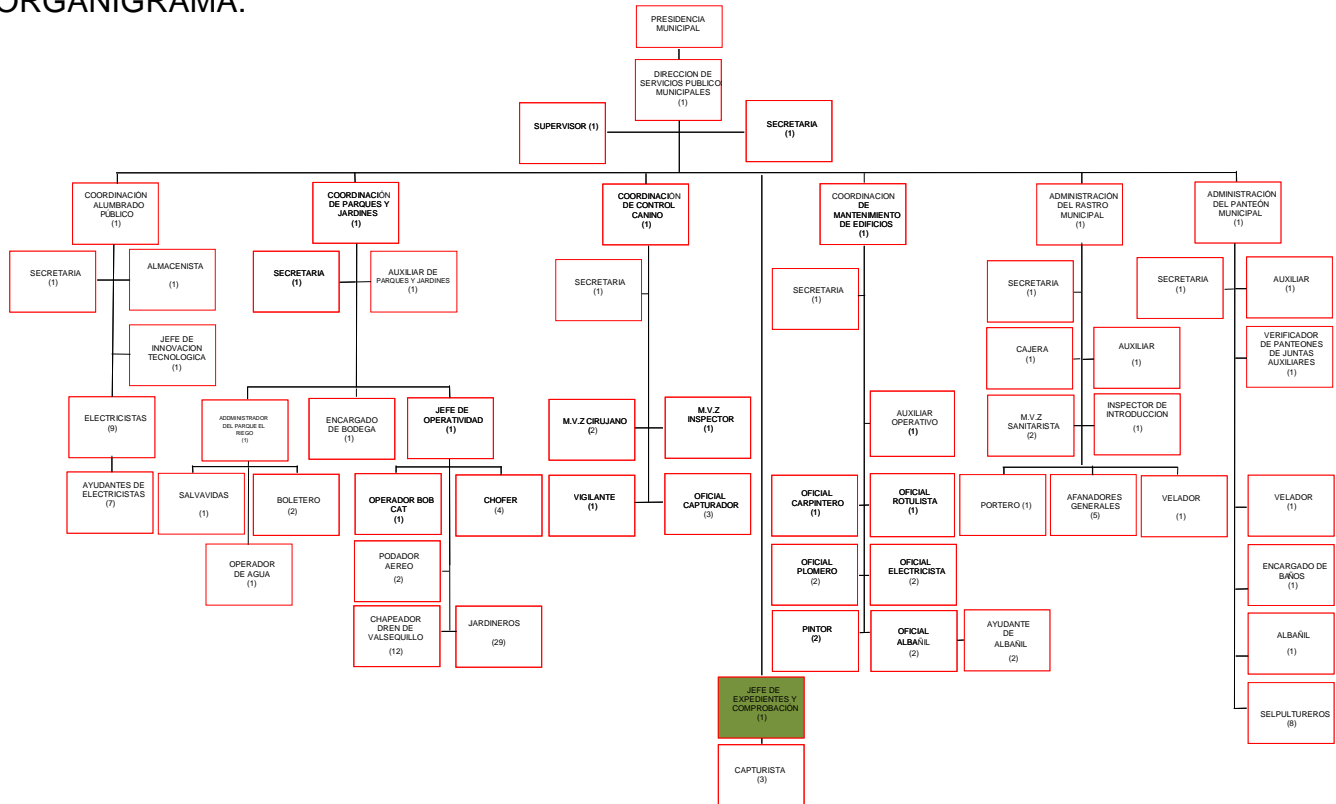 ORGANIGRAMA.
PRESIDENCIA
MUNICIPAL
DIRECCION DE
SERVICIOS PUBLICO
MUNICIPALES
(1)
SUPERVISOR (1)
SECRETARIA
(1)
COORDINACIÓN
ALUMBRADO
PÚBLICO
(1)
COORDINACIÓN
DE PARQUES Y
JARDINES
(1)
COORDINACIÓN
DE CONTROL
CANINO
(1)
COORDINACION
DE
MANTENIMIENTO
DE EDIFICIOS
(1)
ADMINISTRACIÓN
DEL RASTRO
MUNICIPAL
(1)
ADMINISTRACIÓN
DEL PANTEÓN
MUNICIPAL
(1)
SECRETARIA
(1)
ALMACENISTA
(1)
JEFE DE
INNOVACION
TECNOLOGICA
(1)
ELECTRICISTAS
(9)
AYUDANTES DE
ELECTRICISTAS
(7)
SECRETARIA
(1)
AUXILIAR DE
PARQUES Y JARDINES
(1)
ADDMINISTRADOR
DEL PARQUE EL
RIEGO
(1)
ENCARGADO
DE BODEGA
(1)
JEFE DE
OPERATIVIDAD
(1)
SALVAVIDAS
(1)
BOLETERO
(2)
OPERADOR
DE AGUA
(1)
OPERADOR BOB
CAT
(1)
CHOFER
(4)
PODADOR
AEREO
(2)
CHAPEADOR
DREN DE
VALSEQUILLO
(12)
JARDINEROS
(29)
SECRETARIA
(1)
M.V.Z CIRUJANO
(2)
M.V.Z
INSPECTOR
(1)
VIGILANTE
(1)
OFICIAL
CAPTURADOR
(3)
SECRETARIA
(1)
AUXILIAR
OPERATIVO
(1)
OFICIAL
CARPINTERO
(1)
OFICIAL
ROTULISTA
(1)
OFICIAL
PLOMERO
(2)
OFICIAL
ELECTRICISTA
(2)
PINTOR
(2)
OFICIAL
ALBAÑIL
(2)
AYUDANTE
DE
ALBAÑIL
(2)
SECRETARIA
(1)
CAJERA
(1)
AUXILIAR
(1)
M.V.Z
SANITARISTA
(2)
INSPECTOR DE
INTRODUCCION
(1)
PORTERO (1)
AFANADORES
GENERALES
(5)
VELADOR
(1)
SECRETARIA
(1)
AUXILIAR
(1)
VERIFICADOR
DE PANTEONES
DE JUNTAS
AUXILIARES
(1)
VELADOR
(1)
ENCARGADO DE
BAÑOS
(1)
ALBAÑIL
(1)
SELPULTUREROS
(8)
JEFE DE
EXPEDIENTES Y
COMPROBACIÓN
(1)
CAPTURISTA
(3)